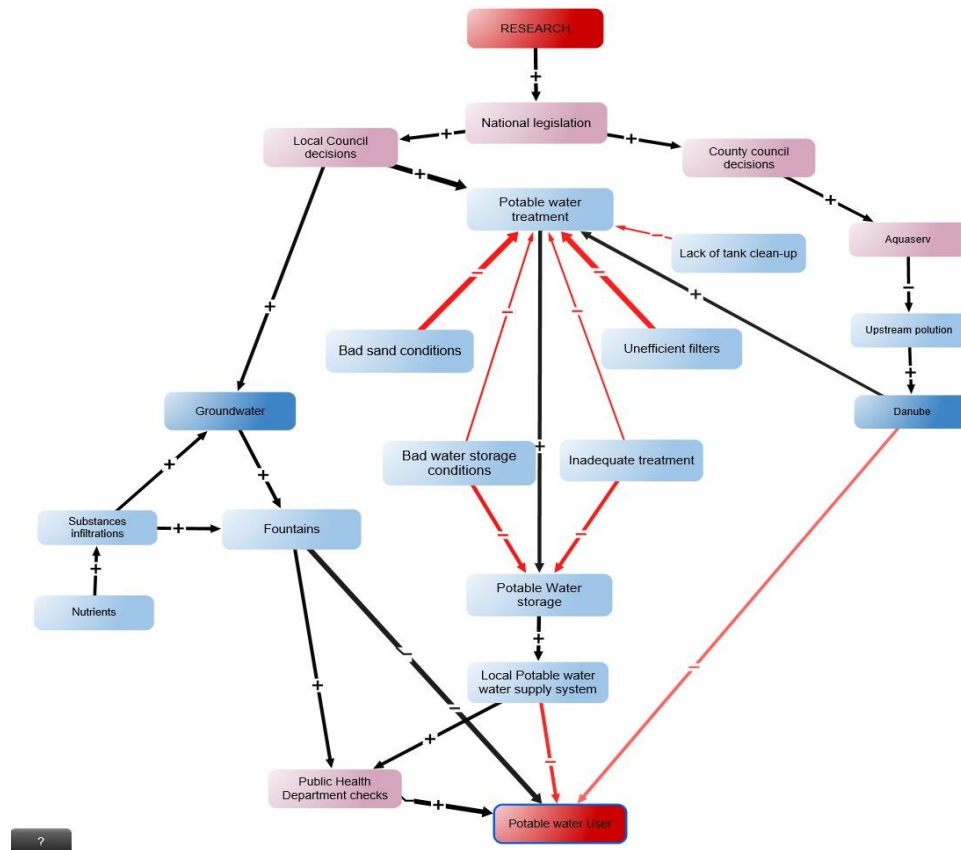 RESEARCH
+
National legislation
+
+
Local Council
decisions
County council
decisions
+
+
Potable water
treatment
Lack of tank clean-up
–
Aquaserv
–
–
–
–
–
+
+
Bad sand conditions
Unefficient filters
Upstream polution
+
Groundwater
Danube
+
+
+
Bad water storage
conditions
Inadequate treatment
Substances
infiltrations
+
Fountains
–
–
+
Nutrients
Potable Water
storage
+
–
–
Local Potable water
water supply system
+
–
+
–
Public Health
Department checks
+
Potable water User
?